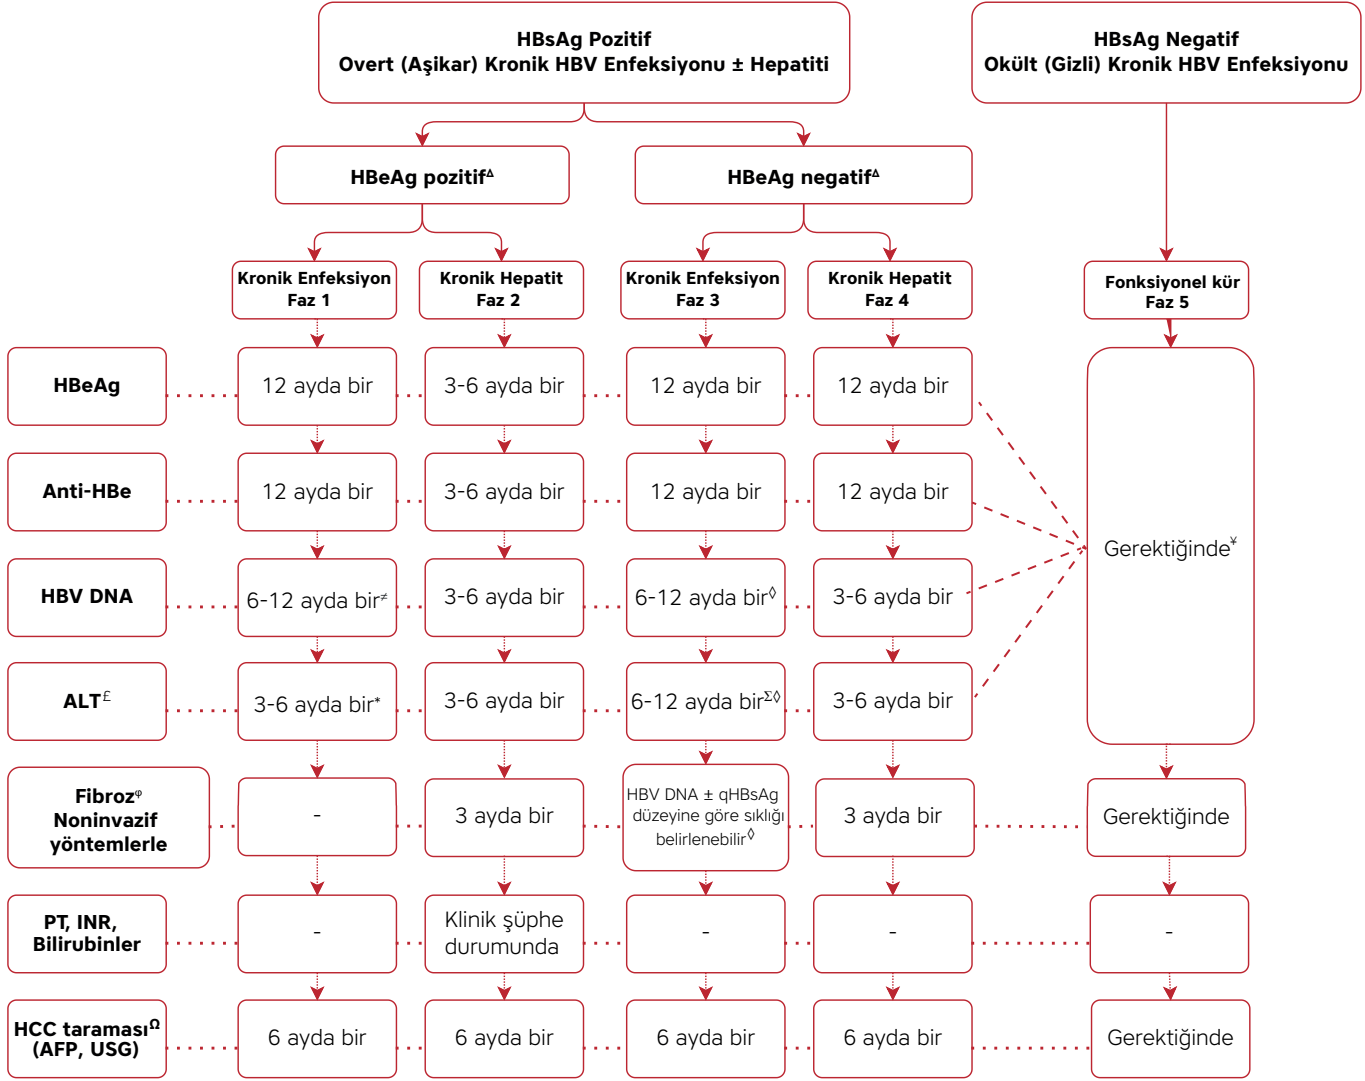 HBsAg Pozitif
Overt (Aşikar) Kronik HBV Enfeksiyonu ± Hepatiti
HBsAg Negatif
Okült (Gizli) Kronik HBV Enfeksiyonu
HBeAg pozitif^Δ
HBeAg negatif^Δ
Kronik Enfeksiyon
Faz 1
Kronik Hepatit
Faz 2
Kronik Enfeksiyon
Faz 3
Kronik Hepatit
Faz 4
Fonksiyonel kür
Faz 5
HBeAg
12 ayda bir
3-6 ayda bir
12 ayda bir
12 ayda bir
Anti-HBe
12 ayda bir
3-6 ayda bir
12 ayda bir
12 ayda bir
Gerektiğinde^¥
HBV DNA
6-12 ayda bir^≠
3-6 ayda bir
6-12 ayda bir^◊
3-6 ayda bir
ALT^£
3-6 ayda bir*
3-6 ayda bir
6-12 ayda bir^Σ◊
3-6 ayda bir
Fibroz^φ
Noninvazif
yöntemlerle
-
3 ayda bir
HBV DNA ± qHBsAg
düzeyine göre sıklığı
belirlenebilir^◊
3 ayda bir
Gerektiğinde
PT, INR,
Bilirubinler
-
Klinik şüphe
durumunda
-
-
-
HCC taraması^Ω
(AFP, USG)
6 ayda bir
6 ayda bir
6 ayda bir
6 ayda bir
Gerektiğinde